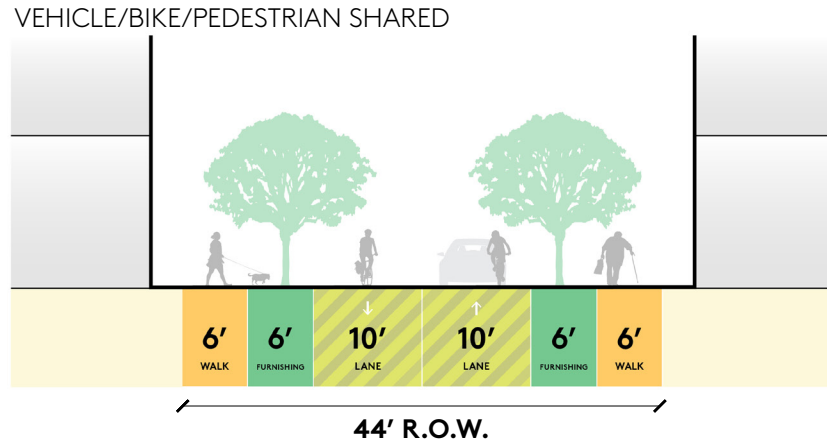 VEHICLE/BIKE/PEDESTRIAN SHARED
6′ 6′ 10′ 10′ 6′ 6′
WALK FURNISHING LANE LANE FURNISHING WALK
44′ R.O.W.